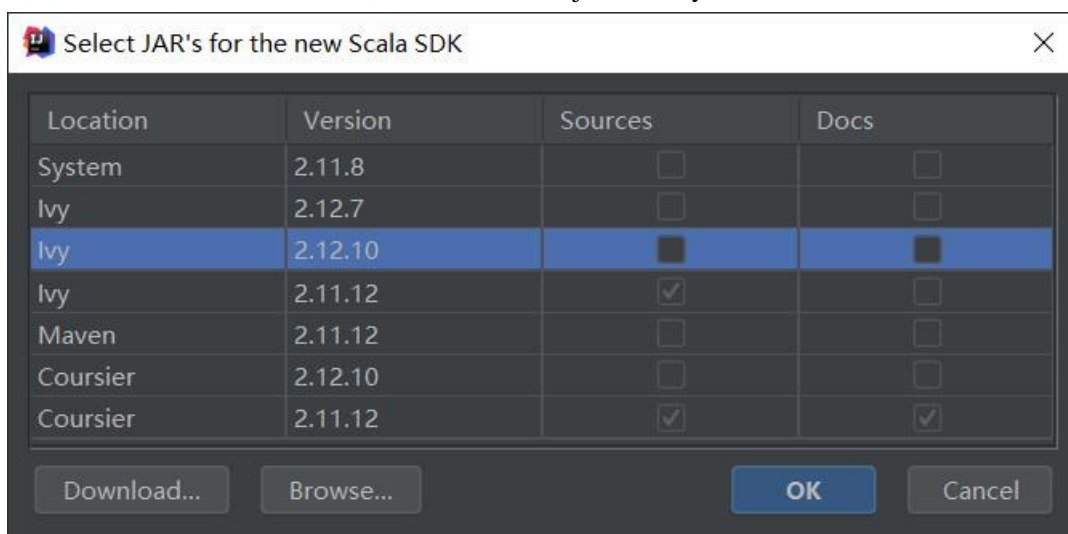 Select JAR's for the new Scala SDK
Location Version Sources Docs
System 2.11.8
Ivy 2.12.7
Ivy 2.12.10
Ivy 2.11.12
Maven 2.11.12
Coursier 2.12.10
Coursier 2.11.12
Download... Browse... OK Cancel